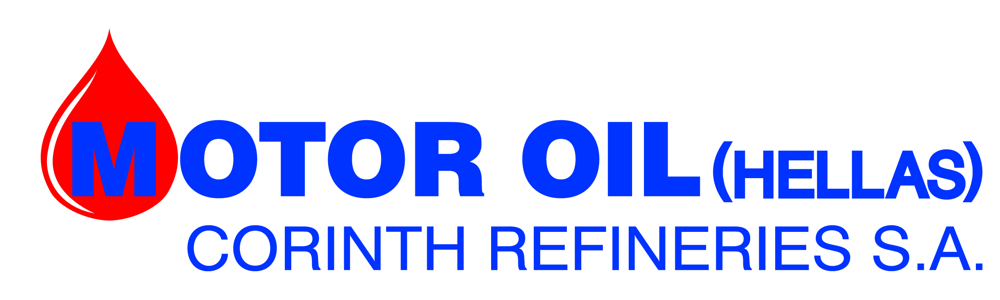 MOTOR OIL (HELLAS)
CORINTH REFINERIES S.A.